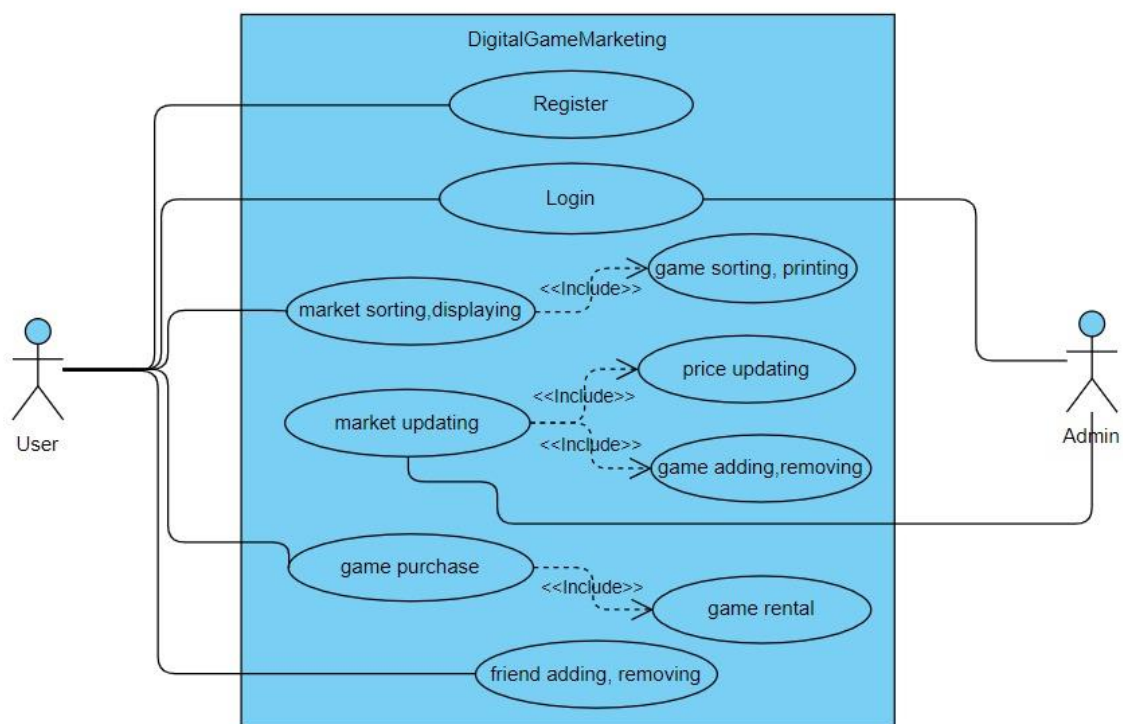 DigitalGameMarketing
Register
Login
game sorting, printing
<<Include>>
market sorting,displaying
price updating
<<Include>>
market updating
<<Include>>
game adding,removing
User
Admin
game purchase
<<Include>>
game rental
friend adding, removing